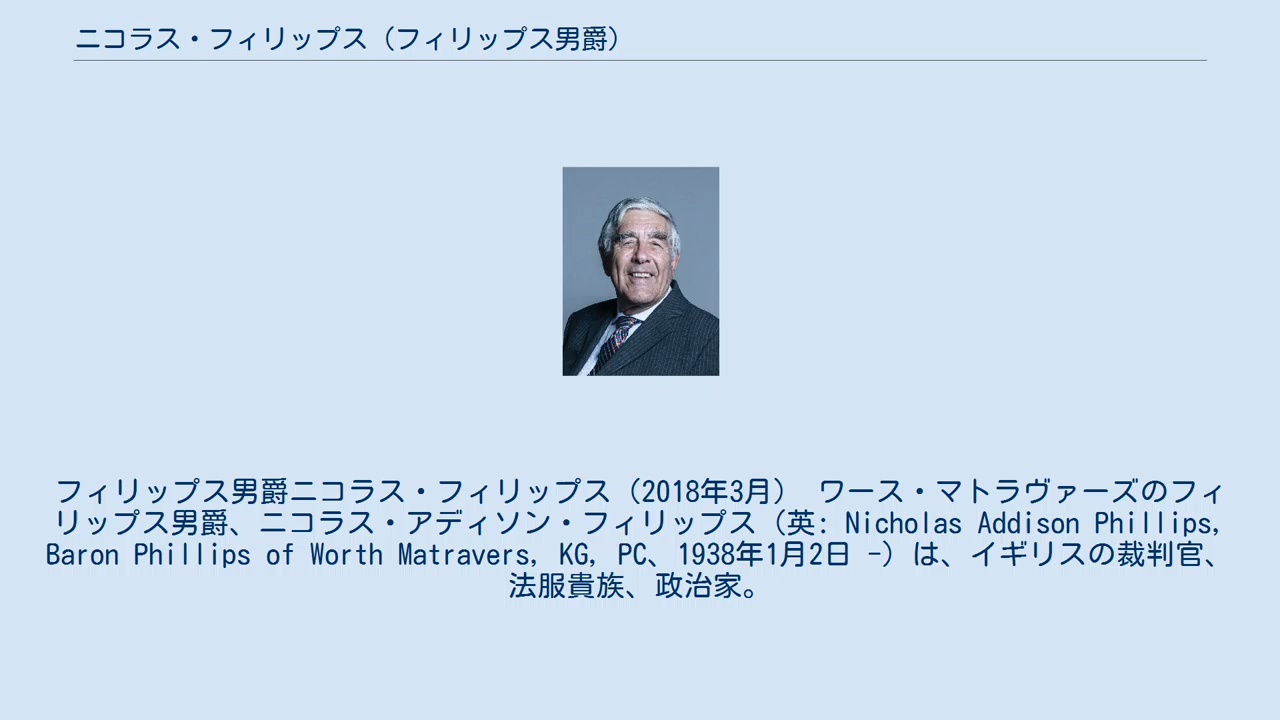 ニコラス・フィリップス（フィリップス男爵）
フィリップス男爵ニコラス・フィリップス（2018年3月） ワース・マトラヴァーズのフィ
リップス男爵、ニコラス・アディソン・フィリップス（英: Nicholas Addison Phillips,
Baron Phillips of Worth Matravers, KG, PC、1938年1月2日 -）は、イギリスの裁判官、
法服貴族、政治家。